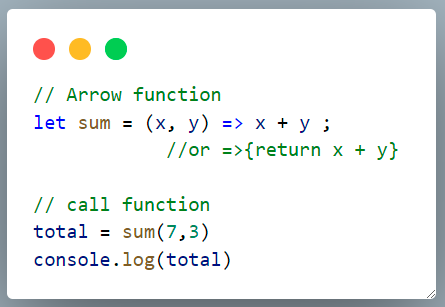 // Arrow function
let sum = (x, y) => x + y ;
//or =>{return x + y}
// call function
total = sum(7,3)
console.log(total)